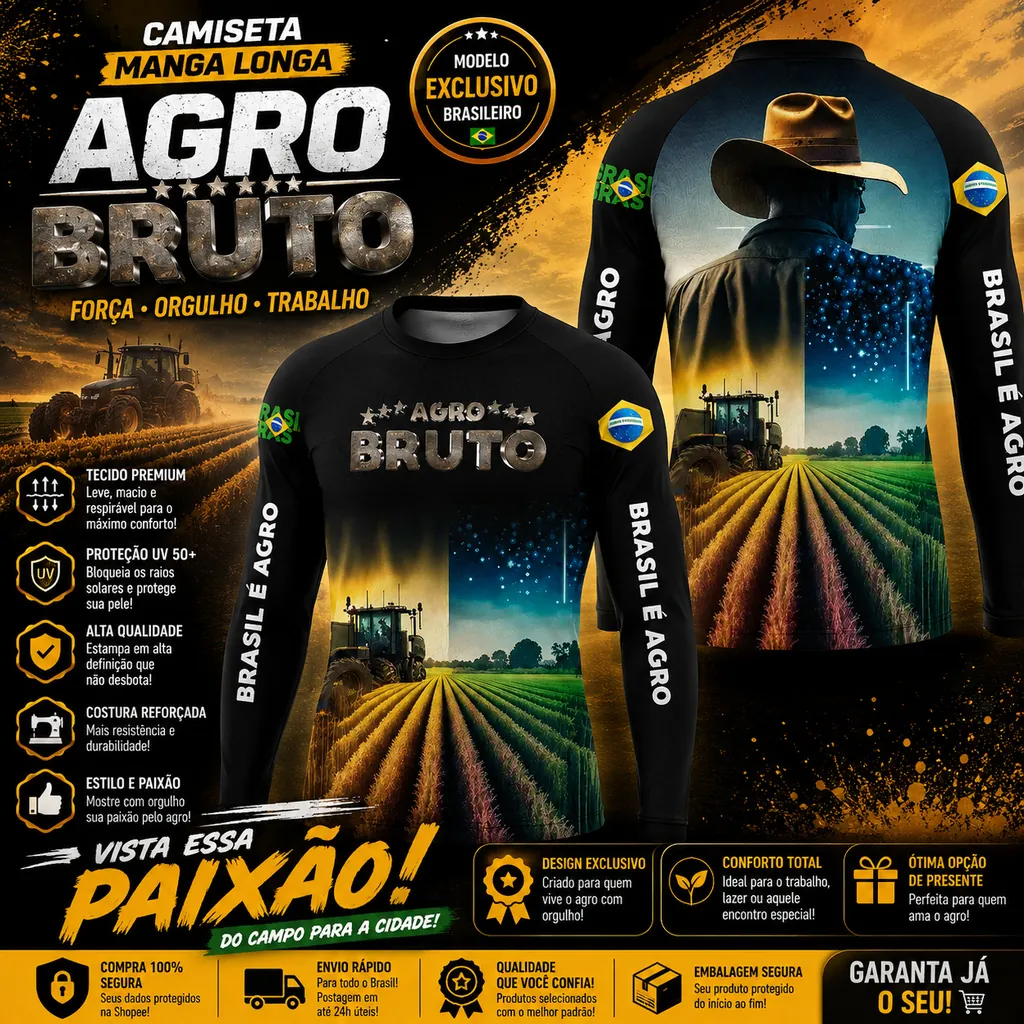 CAMISETA
MANGA LONGA
AGRO
BRUTO
FORÇA • ORGULHO • TRABALHO
MODELO
EXCLUSIVO
BRASILEIRO
BRASIL É AGRO
AGRO
BRASI
BRAS
AGRO
BRUTO
BRASIL É AGRO
BRASIL É AGRO
TECIDO PREMIUM
Leve, macio e
respirável para o
máximo conforto!
UV
PROTEÇÃO UV 50+
Bloqueia os raios
solares e protege
sua pele!
ALTA QUALIDADE
Estampa em alta
definição que
não desbota!
COSTURA REFORÇADA
Mais resistência e
durabilidade!
ESTILO E PAIXÃO
Mostre com orgulho
sua paixão pelo agro!
VISTA ESSA
PAIXÃO!
DO CAMPO PARA A CIDADE!
DESIGN EXCLUSIVO
Criado para quem
vive o agro com
orgulho!
CONFORTO TOTAL
Ideal para o trabalho,
lazer ou aquele
encontro especial!
ÓTIMA OPÇÃO
DE PRESENTE
Perfeita para quem
ama o agro!
COMPRA 100%
SEGURA
Seus dados protegidos
na Shopee!
ENVIO RÁPIDO
Para todo o Brasil!
Postagem em
até 24h úteis!
QUALIDADE
QUE VOCÊ CONFIA!
Produtos selecionados
com o melhor padrão!
EMBALAGEM SEGURA
Seu produto protegido
do início ao fim!
GARANTA JÁ
O SEU!